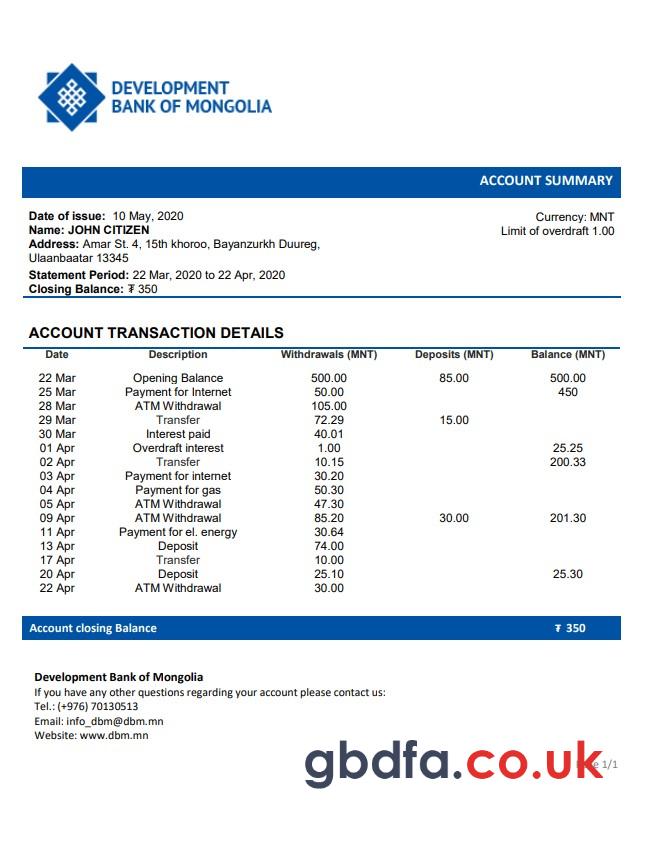 DEVELOPMENT
BANK OF MONGOLIA
ACCOUNT SUMMARY
Date of issue: 10 May, 2020
Currency: MNT
Name: JOHN CITIZEN
Limit of overdraft 1.00
Address: Amar St. 4, 15th khoroo, Bayanzurkh Duureg,
Ulaanbaatar 13345
Statement Period: 22 Mar, 2020 to 22 Apr, 2020
Closing Balance: ₮ 350
ACCOUNT TRANSACTION DETAILS
Date Description Withdrawals (MNT) Deposits (MNT) Balance (MNT)
22 Mar Opening Balance 500.00 85.00 500.00
25 Mar Payment for Internet 50.00 450
28 Mar ATM Withdrawal 105.00
29 Mar Transfer 72.29 15.00
30 Mar Interest paid 40.01
01 Apr Overdraft interest 1.00 25.25
02 Apr Transfer 10.15 200.33
03 Apr Payment for internet 30.20
04 Apr Payment for gas 50.30
05 Apr ATM Withdrawal 47.30
09 Apr ATM Withdrawal 85.20 30.00 201.30
11 Apr Payment for el. energy 30.64
13 Apr Deposit 74.00
17 Apr Transfer 10.00
20 Apr Deposit 25.10 25.30
22 Apr ATM Withdrawal 30.00
Account closing Balance ₮ 350
Development Bank of Mongolia
If you have any other questions regarding your account please contact us:
Tel.: (+976) 70130513
Email: info_dbm@dbm.mn
Website: www.dbm.mn
gbdfa.co.uk
1/1